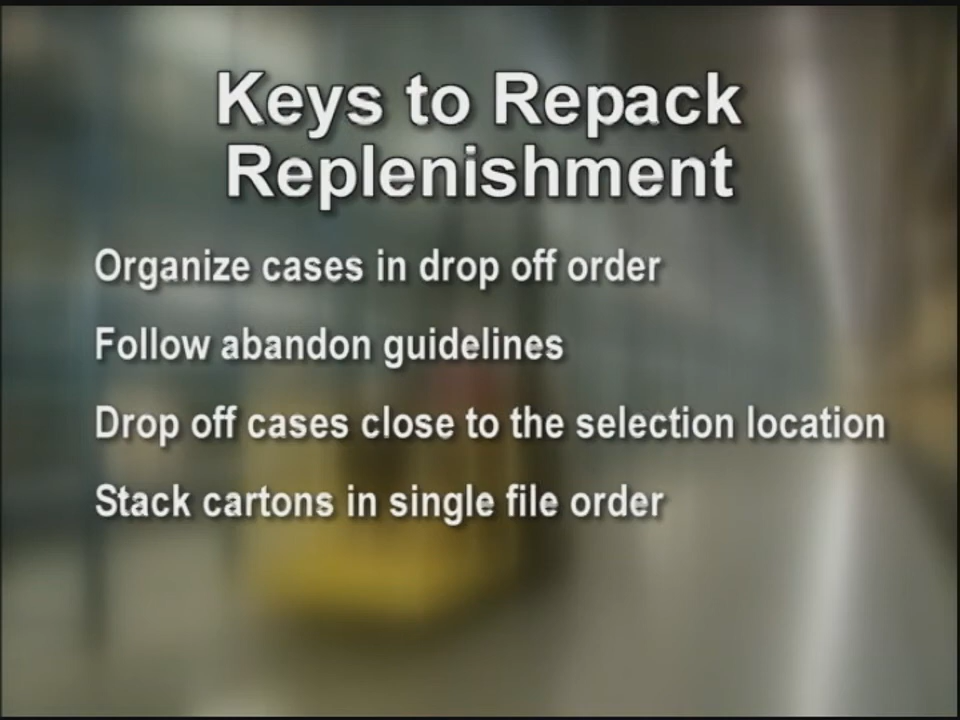 Keys to Repack
Replenishment
Organize cases in drop off order
Follow abandon guidelines
Drop off cases close to the selection location
Stack cartons in single file order